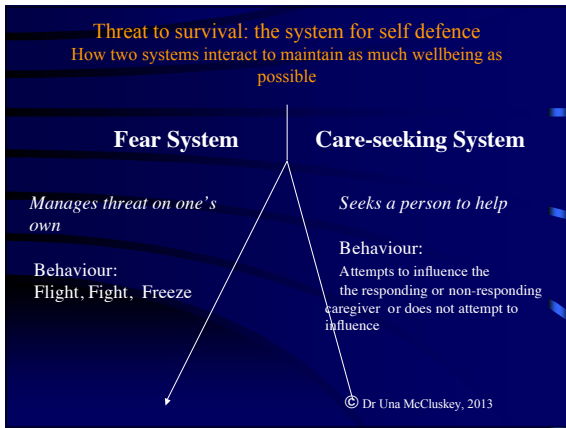 Threat to survival: the system for self defence
How two systems interact to maintain as much wellbeing as
possible
Fear System
Manages threat on one's
own
Behaviour:
Flight, Fight, Freeze
Care-seeking System
Seeks a person to help
Behaviour:
Attempts to influence the
the responding or non-responding
caregiver or does not attempt to
influence
© Dr Una McCluskey, 2013